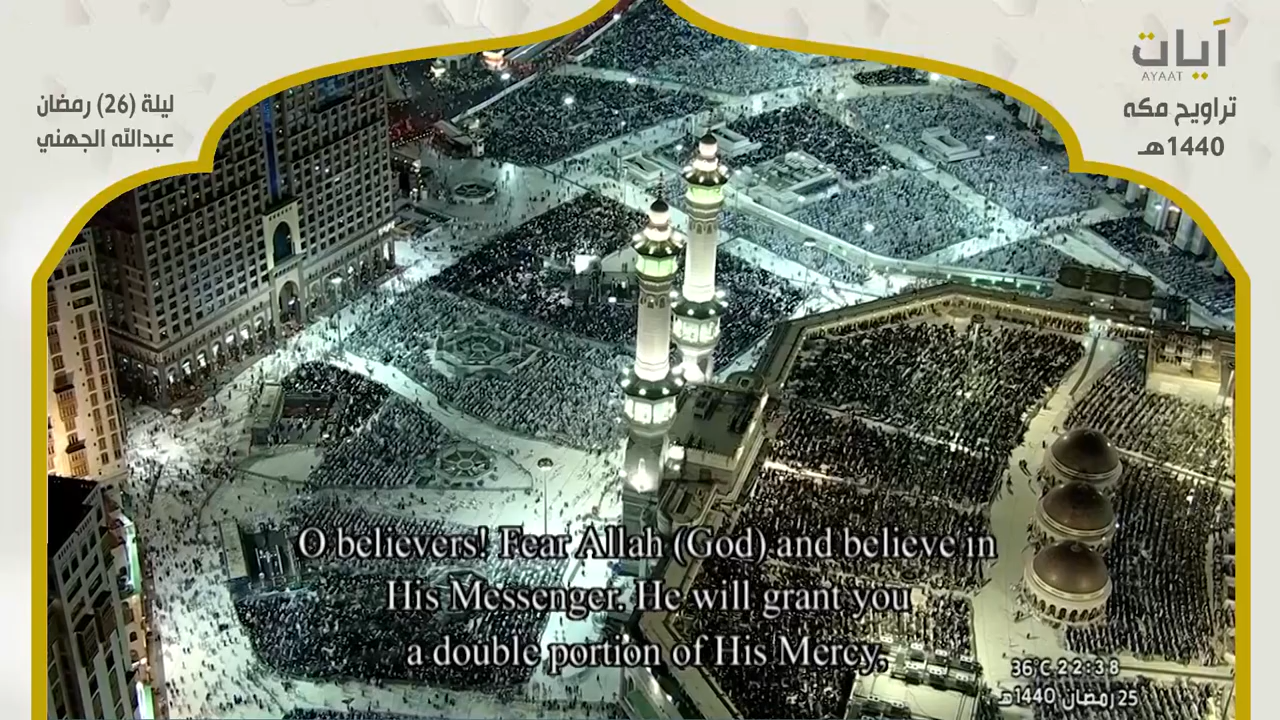 آيات
AYAAT
تراويح مكه
1440هـ
ليلة (26) رمضان
عبدالله الجهني
O believers! Fear Allah (God) and believe in
His Messenger. He will grant you
a double portion of His Mercy,
36°C 22:38
25 رمضان 1440هـ